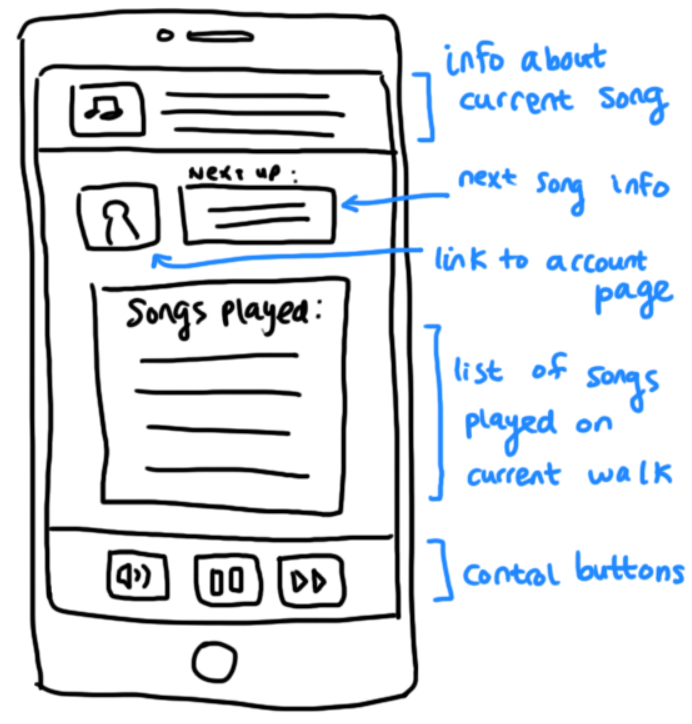 info about
current song
Next up:
next song info
link to account
page
Songs played:
list of songs
played on
current walk
control buttons